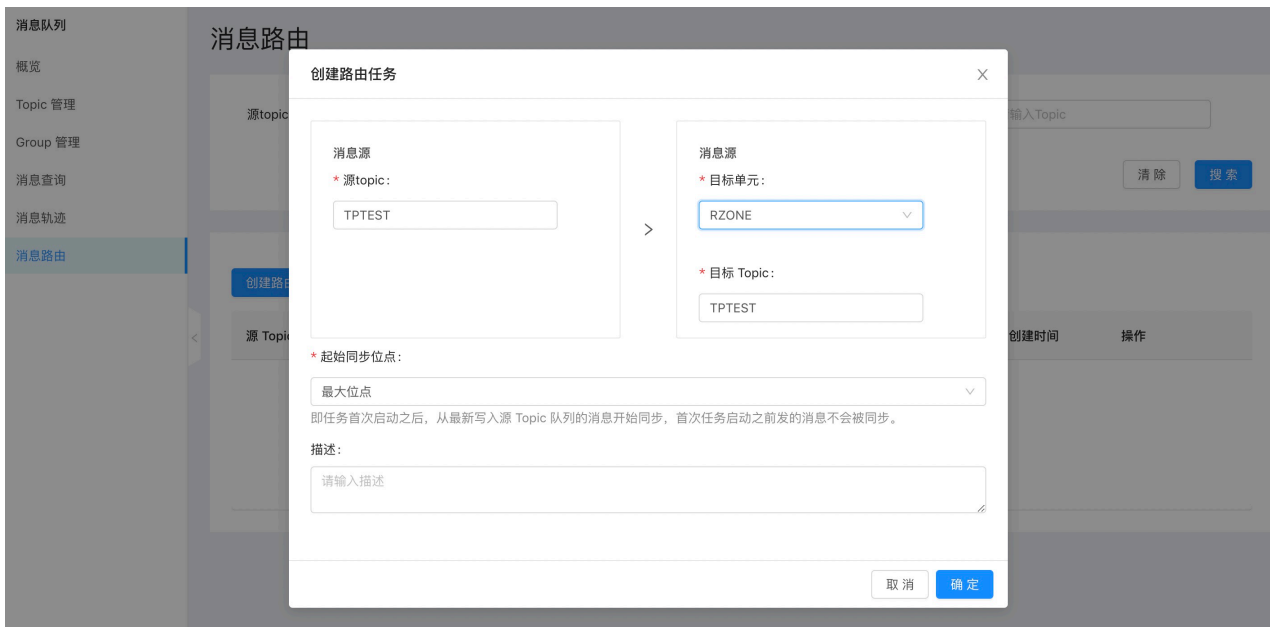 消息队列
概览
Topic 管理
Group 管理
消息查询
消息轨迹
消息路由
消息路由
源topic
输入Topic
清 除
搜 索
创建路
源 Topi
创建时间
操作
创建路由任务
消息源
* 源topic：
TPTEST
>
消息源
* 目标单元：
RZONE
* 目标 Topic：
TPTEST
* 起始同步位点：
最大位点
即任务首次启动之后，从最新写入源 Topic 队列的消息开始同步，首次任务启动之前发的消息不会被同步。
描述：
请输入描述
取 消
确 定